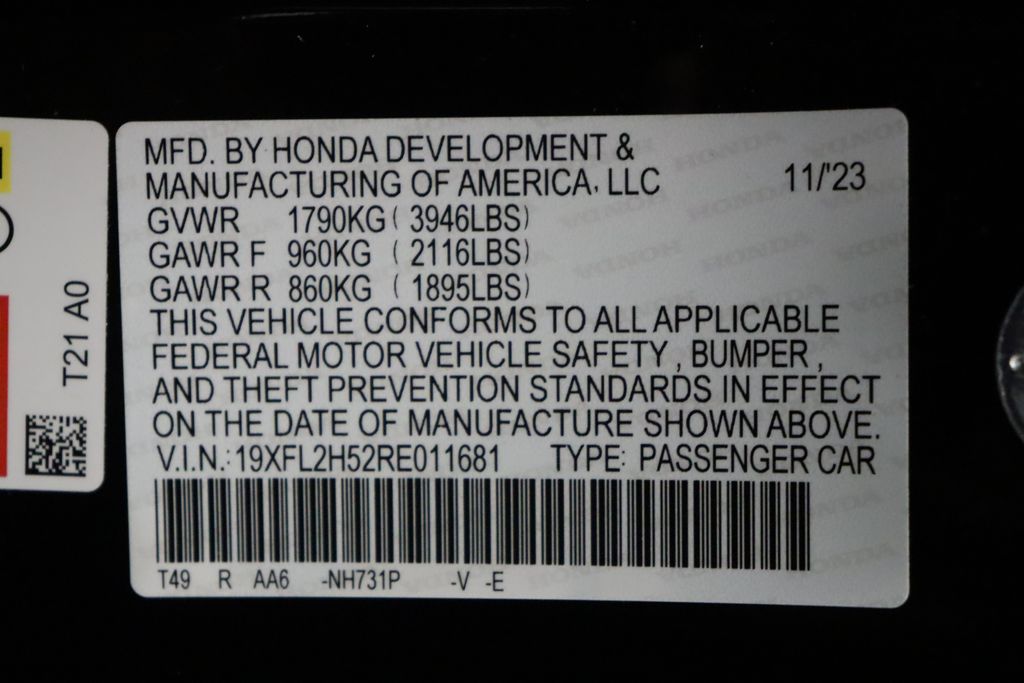 MFD. BY HONDA DEVELOPMENT &
MANUFACTURING OF AMERICA, LLC 11/'23
GVWR 1790KG ( 3946LBS)
GAWR F 960KG ( 2116LBS)
GAWR R 860KG ( 1895LBS)
THIS VEHICLE CONFORMS TO ALL APPLICABLE
FEDERAL MOTOR VEHICLE SAFETY , BUMPER ,
AND THEFT PREVENTION STANDARDS IN EFFECT
ON THE DATE OF MANUFACTURE SHOWN ABOVE.
V.I.N.: 19XFL2H52RE011681 TYPE: PASSENGER CAR
T49 R AA6 -NH731P -V -E
T21 A0